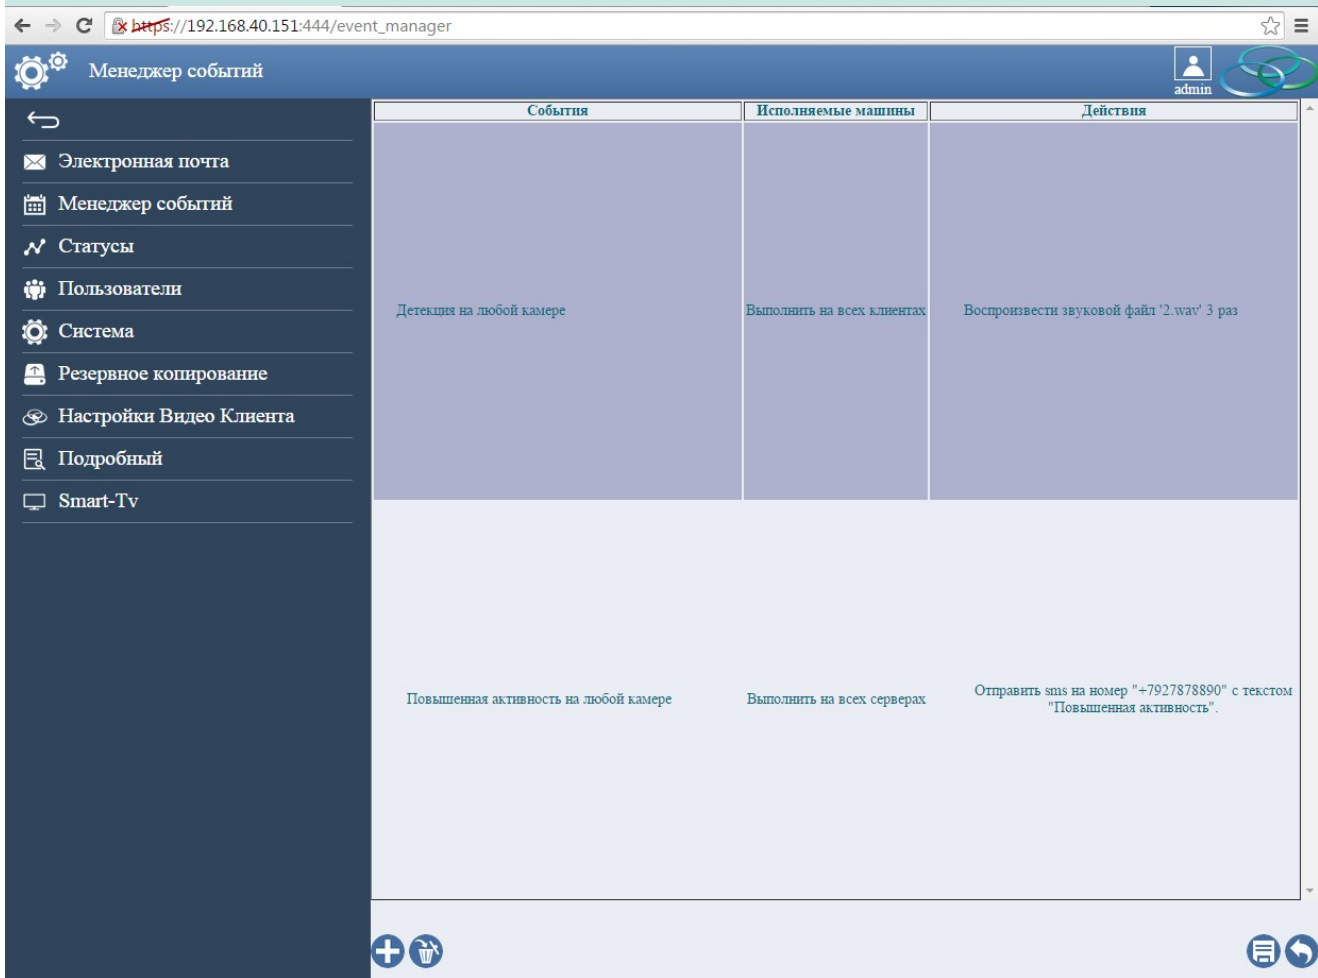 https://192.168.40.151:444/event_manager
Менеджер событий
admin
Электронная почта
Менеджер событий
Статусы
Пользователи
Система
Резервное копирование
Настройки Видео Клиента
Подробный
Smart-Tv
События Исполняемые машины Действия
Детекция на любой камере Выполнить на всех клиентах Воспроизвести звуковой файл '2.wav' 3 раз
Повышенная активность на любой камере Выполнить на всех серверах Отправить sms на номер "+7927878890" с текстом
"Повышенная активность".